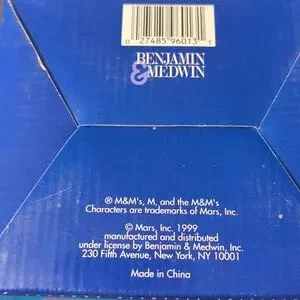 0 27485 96013 1
BENJAMIN
& MEDWIN
® M&M's, M, and the M&M's
Characters are trademarks of Mars, Inc.
© Mars, Inc. 1999
manufactured and distributed
under license by Benjamin & Medwin, Inc.
230 Fifth Avenue, New York, NY 10001
Made in China